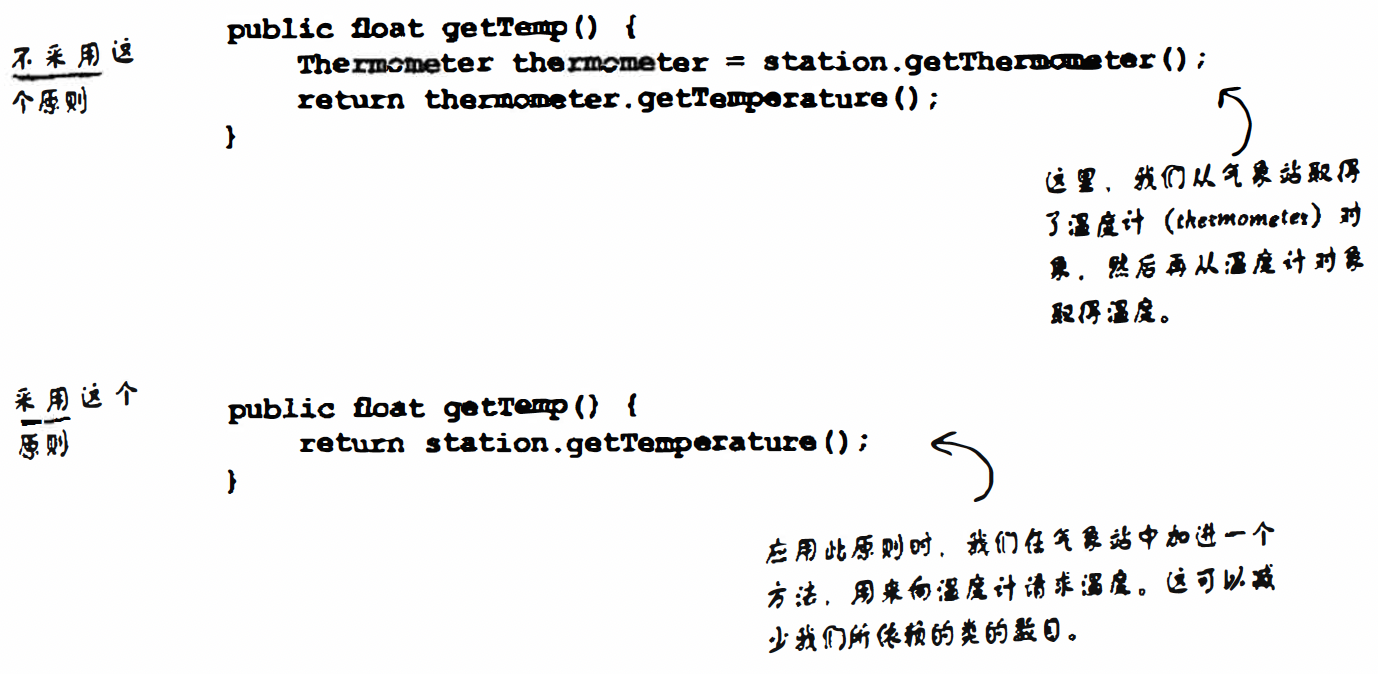 不采用这
个原则
public float getTemp() {
Thermometer thermometer = station.getThermometer();
return thermometer.getTemperature();
}
这里，我们从气象站取得
了温度计（thermometer）对
象，然后再从温度计对象
取得温度。
采用这个
原则
public float getTemp() {
return station.getTemperature();
}
应用此原则时，我们在气象站中加进一个
方法，用来向温度计请求温度。这可以减
少我们所依赖的类的数目。